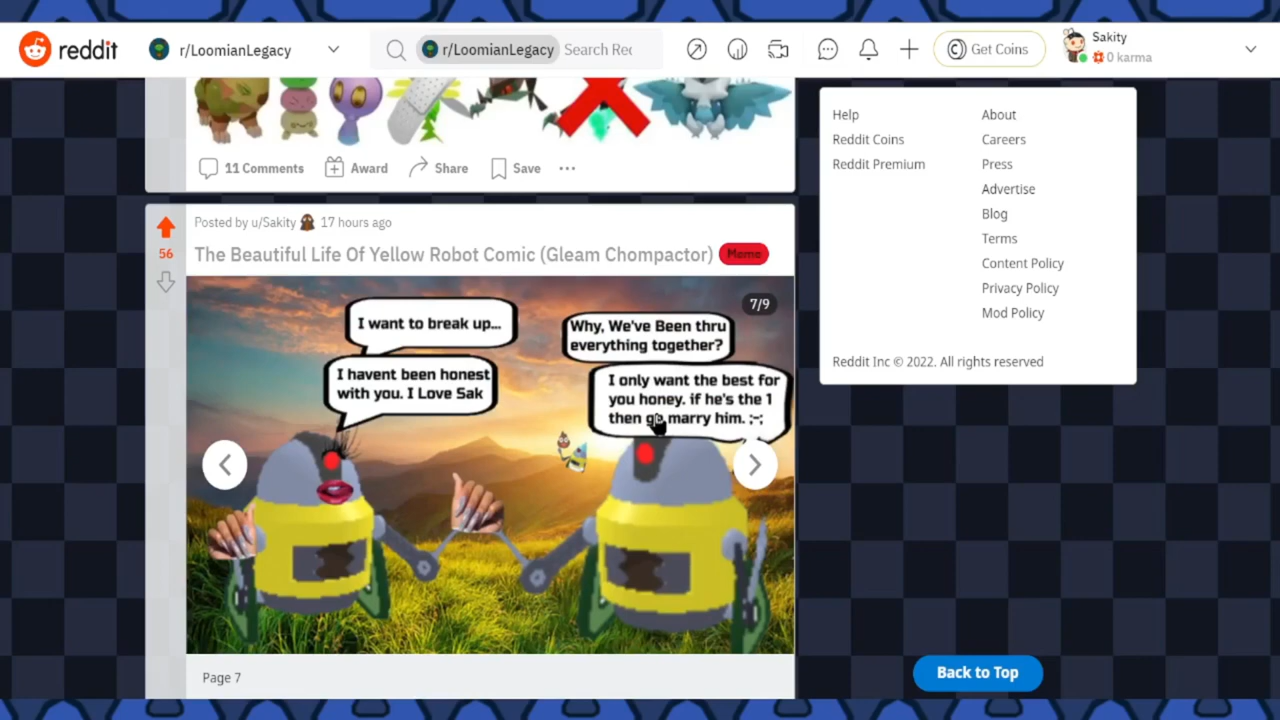 reddit
r/LoomianLegacy
r/LoomianLegacy
Search Rec
Get Coins
Sakity
0 karma
11 Comments
Award
Share
Save
Posted by u/Sakity
17 hours ago
56
The Beautiful Life Of Yellow Robot Comic (Gleam Chompactor)
Meme
7/9
I want to break up...
I havent been honest
with you. I Love Sak
Why, We've Been thru
everything together?
I only want the best for
you honey. if he's the 1
then go marry him. ;-;
Page 7
Help
Reddit Coins
Reddit Premium
About
Careers
Press
Advertise
Blog
Terms
Content Policy
Privacy Policy
Mod Policy
Reddit Inc © 2022. All rights reserved
Back to Top